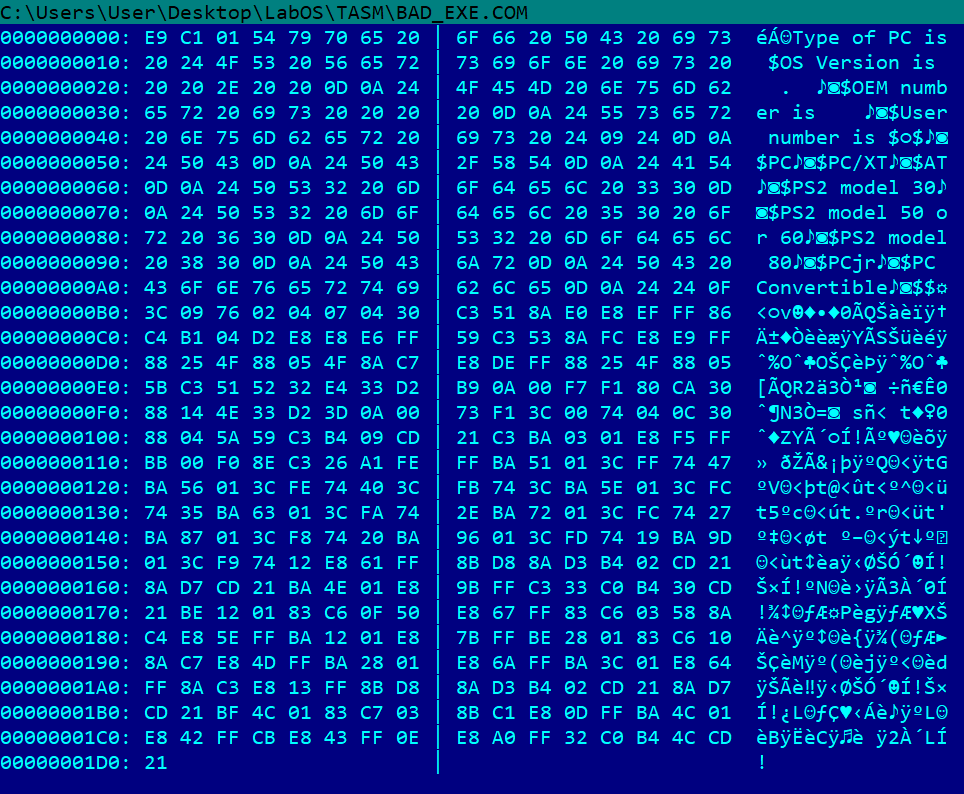 C:\Users\User\Desktop\LabOS\TASM\BAD_EXE.COM
0000000000: E9 C1 01 54 79 70 65 20 │ 6F 66 20 50 43 20 69 73 éÁ☺Type of PC is
0000000010: 20 24 4F 53 20 56 65 72 │ 73 69 6F 6E 20 69 73 20 $OS Version is
0000000020: 20 20 2E 20 20 0D 0A 24 │ 4F 45 4D 20 6E 75 6D 62 . ♪◙$OEM numb
0000000030: 65 72 20 69 73 20 20 20 │ 20 0D 0A 24 55 73 65 72 er is ♪◙$User
0000000040: 20 6E 75 6D 62 65 72 20 │ 69 73 20 24 09 24 0D 0A number is $○$♪◙
0000000050: 24 50 43 0D 0A 24 50 43 │ 2F 58 54 0D 0A 24 41 54 $PC♪◙$PC/XT♪◙$AT
0000000060: 0D 0A 24 50 53 32 20 6D │ 6F 64 65 6C 20 33 30 0D ♪◙$PS2 model 30♪
0000000070: 0A 24 50 53 32 20 6D 6F │ 64 65 6C 20 35 30 20 6F ◙$PS2 model 50 o
0000000080: 72 20 36 30 0D 0A 24 50 │ 53 32 20 6D 6F 64 65 6C r 60♪◙$PS2 model
0000000090: 20 38 30 0D 0A 24 50 43 │ 6A 72 0D 0A 24 50 43 20 80♪◙$PCjr♪◙$PC
00000000A0: 43 6F 6E 76 65 72 74 69 │ 62 6C 65 0D 0A 24 24 0F Convertible♪◙$$☼
00000000B0: 3C 09 76 02 04 07 04 30 │ C3 51 8A E0 E8 EF FF 86 <○v☻♦•♦0ÃQŠàèïÿ†
00000000C0: C4 B1 04 D2 E8 E8 E6 FF │ 59 C3 53 8A FC E8 E9 FF Ä±♦ÒèèæÿYÃSŠüèéÿ
00000000D0: 88 25 4F 88 05 4F 8A C7 │ E8 DE FF 88 25 4F 88 05 ˆ%Oˆ♣OŠÇèÞÿˆ%Oˆ♣
00000000E0: 5B C3 51 52 32 E4 33 D2 │ B9 0A 00 F7 F1 80 CA 30 [ÃQR2ä3Ò¹◙ ÷ñ€Ê0
00000000F0: 88 14 4E 33 D2 3D 0A 00 │ 73 F1 3C 00 74 04 0C 30 ˆ¶N3Ò=◙ sñ< t♦♀0
0000000100: 88 04 5A 59 C3 B4 09 CD │ 21 C3 BA 03 01 E8 F5 FF ˆ♦ZYÃ´○Í!Ãº♥☺èõÿ
0000000110: BB 00 F0 8E C3 26 A1 FE │ FF BA 51 01 3C FF 74 47 » ðŽÃ&¡þÿºQ☺<ÿtG
0000000120: BA 56 01 3C FE 74 40 3C │ FB 74 3C BA 5E 01 3C FC ºV☺<þt@<ût<º^☺<ü
0000000130: 74 35 BA 63 01 3C FA 74 │ 2E BA 72 01 3C FC 74 27 t5ºc☺<út.ºr☺<üt'
0000000140: BA 87 01 3C F8 74 20 BA │ 96 01 3C FD 74 19 BA 9D º‡☺<øt º–☺<ýt↓º
0000000150: 01 3C F9 74 12 E8 61 FF │ 8B D8 8A D3 B4 02 CD 21 ☺<ùt↕èaÿ‹ØŠÓ´☻Í!
0000000160: 8A D7 CD 21 BA 4E 01 E8 │ 9B FF C3 33 C0 B4 30 CD Š×Í!ºN☺è›ÿÃ3À´0Í
0000000170: 21 BE 12 01 83 C6 0F 50 │ E8 67 FF 83 C6 03 58 8A !¾↕☺ƒÆ☼PègÿƒÆ♥XŠ
0000000180: C4 E8 5E FF BA 12 01 E8 │ 7B FF BE 28 01 83 C6 10 Äè^ÿº↕☺è{ÿ¾(☺ƒÆ►
0000000190: 8A C7 E8 4D FF BA 28 01 │ E8 6A FF BA 3C 01 E8 64 ŠÇèMÿº(☺èjÿº<☺èd
00000001A0: FF 8A C3 E8 13 FF 8B D8 │ 8A D3 B4 02 CD 21 8A D7 ÿŠÃè‼ÿ‹ØŠÓ´☻Í!Š×
00000001B0: CD 21 BF 4C 01 83 C7 03 │ 8B C1 E8 0D FF BA 4C 01 Í!¿L☺ƒÇ♥‹Áè♪ÿºL☺
00000001C0: E8 42 FF CB E8 43 FF 0E │ E8 A0 FF 32 C0 B4 4C CD èBÿËèCÿ♫è ÿ2À´LÍ
00000001D0: 21 │ !